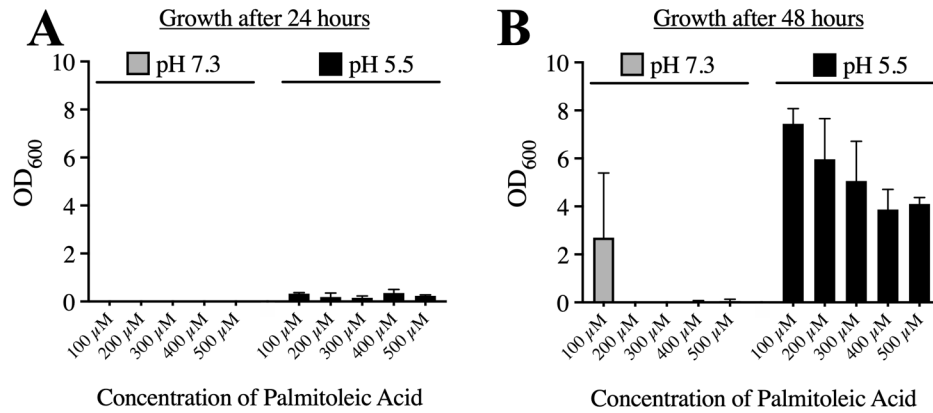 A
Growth after 24 hours
pH 7.3
pH 5.5
OD600
10
8
6
4
2
0
100 µM
200 µM
300 µM
400 µM
500 µM
100 µM
200 µM
300 µM
400 µM
500 µM
Concentration of Palmitoleic Acid
B
Growth after 48 hours
pH 7.3
pH 5.5
OD600
10
8
6
4
2
0
100 µM
200 µM
300 µM
400 µM
500 µM
100 µM
200 µM
300 µM
400 µM
500 µM
Concentration of Palmitoleic Acid